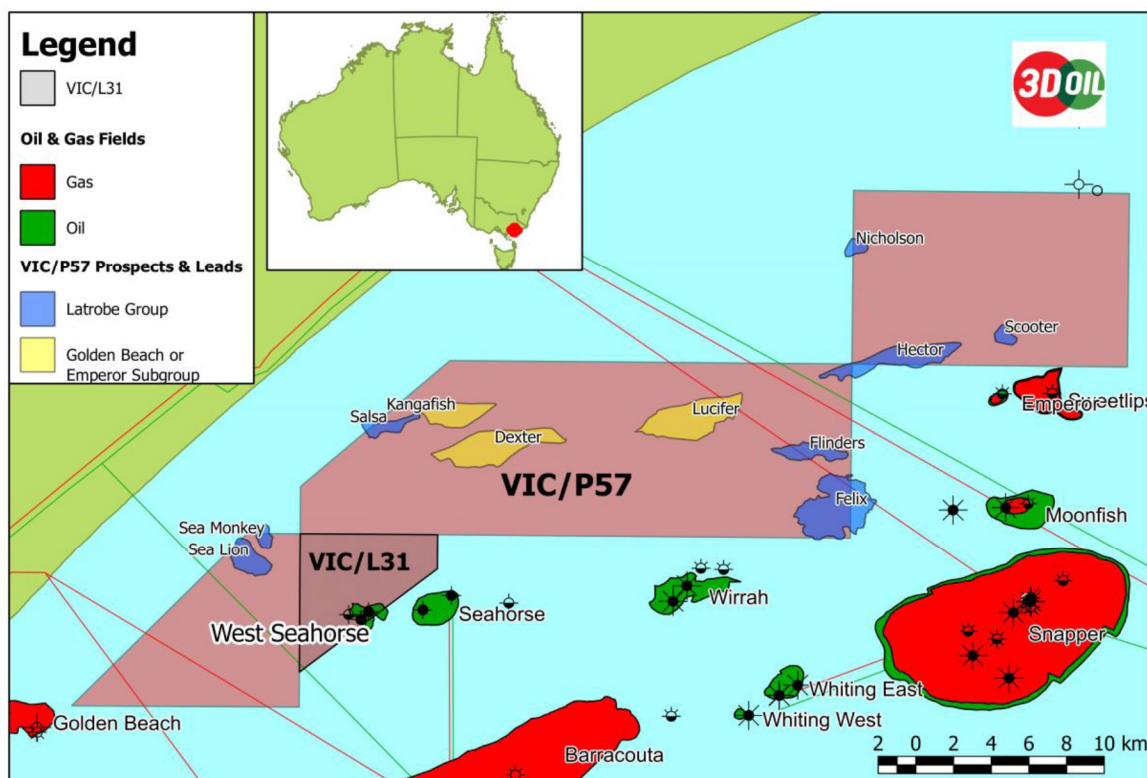 Legend
VIC/L31
Oil & Gas Fields
Gas
Oil
VIC/P57 Prospects & Leads
Latrobe Group
Golden Beach or
Emperor Subgroup
3D OIL
Nicholson
Scooter
Hector
Emperor
Kangafish
Salsa
Lucifer
Dexter
Flinders
VIC/P57
Felix
Moonfish
Sea Monkey
Sea Lion
VIC/L31
Wirrah
Seahorse
West Seahorse
Snapper
Whiting East
Whiting West
Golden Beach
Barracouta
2 0 2 4 6 8 10 km